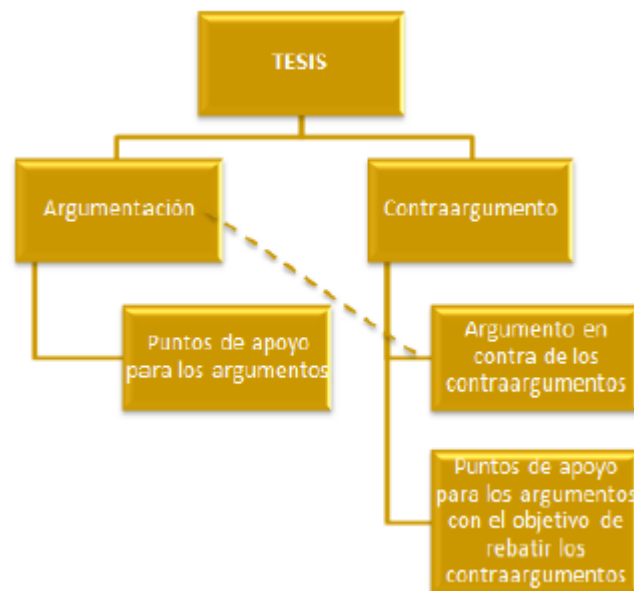 TESIS
Argumentación
Contraargumento
Puntos de apoyo
para los argumentos
Argumento en
contra de los
contraargumentos
Puntos de apoyo
para los argumentos
con el objetivo de
rebatir los
contraargumentos